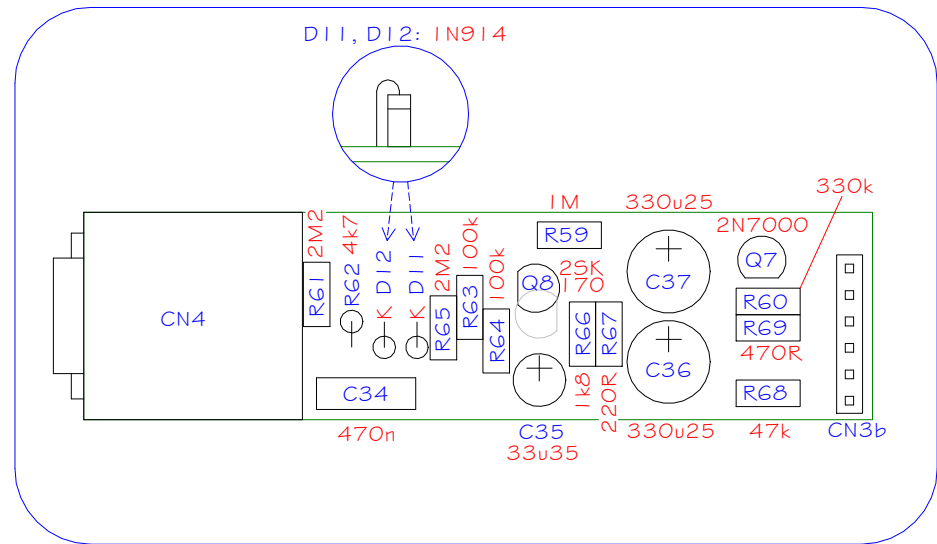 D11, D12: 1N914
330k
1M
330u25
2N7000
2M2
R61
4k7
R62
D12
K
D11
K
2M2
R65
100k
R63
100k
R64
R59
Q8
2SK
170
C37
Q7
R60
R69
470R
CN4
R66
1k8
R67
220R
C36
R68
C34
470n
C35
33u35
330u25
47k
CN3b